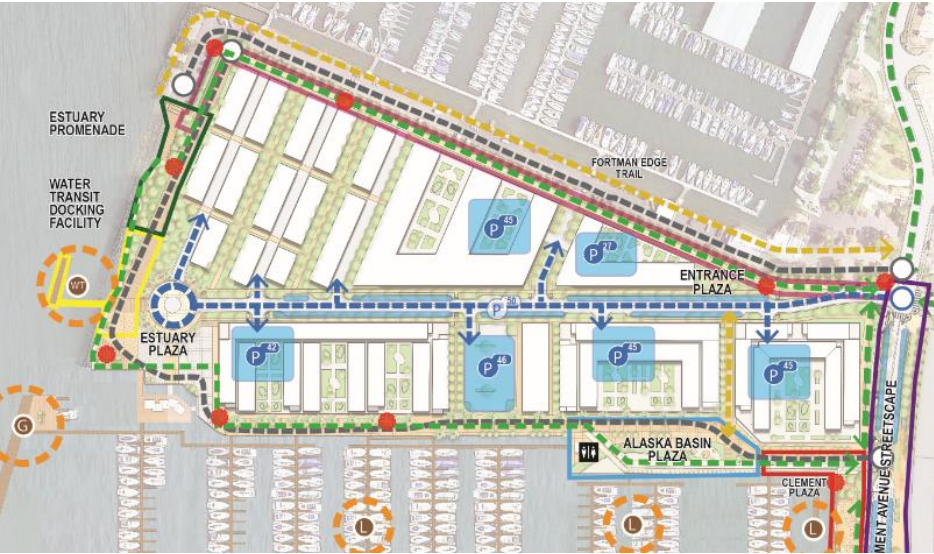 ESTUARY
PROMENADE
WATER
TRANSIT
DOCKING
FACILITY
WT
FORTMAN EDGE
TRAIL
P 45
P 27
ENTRANCE
PLAZA
P 50
ESTUARY
PLAZA
P 42
P 46
P 45
P 45
G
ALASKA BASIN
PLAZA
CLEMENT
PLAZA
MENT AVENUE STREETSCAPE
L
L
L